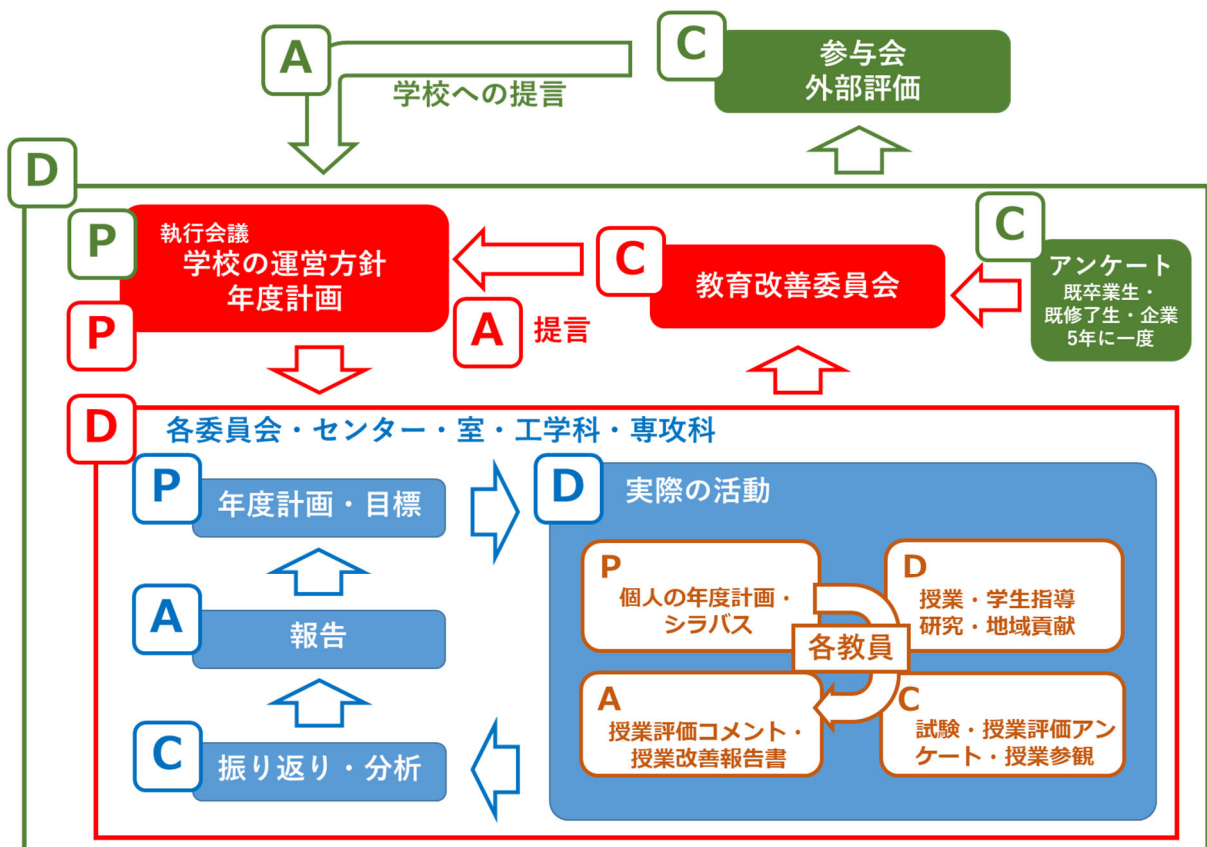 A
学校への提言
C
参与会
外部評価
D
P
執行会議
学校の運営方針
年度計画
P
A
提言
C
教育改善委員会
C
アンケート
既卒業生・
既修了生・企業
5年に一度
D
各委員会・センター・室・工学科・専攻科
P
年度計画・目標
A
報告
C
振り返り・分析
D
実際の活動
P
個人の年度計画・
シラバス
D
授業・学生指導
研究・地域貢献
各教員
A
授業評価コメント・
授業改善報告書
C
試験・授業評価アン
ケート・授業参観